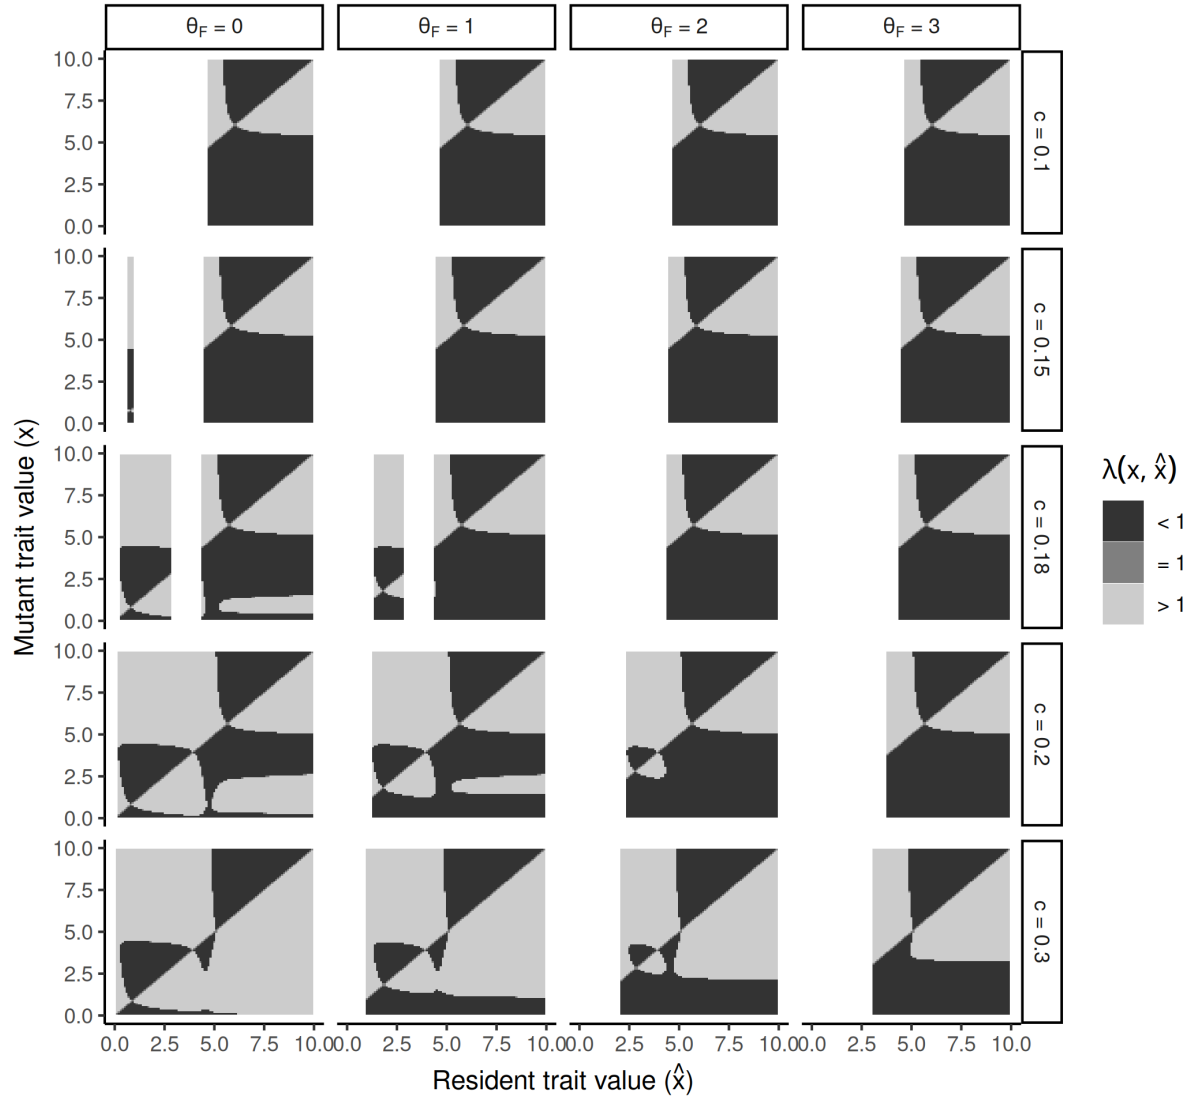 θF = 0
θF = 1
θF = 2
θF = 3
10.0
7.5
5.0
2.5
0.0
c = 0.1
10.0
7.5
5.0
2.5
0.0
c = 0.15
Mutant trait value (x)
10.0
7.5
5.0
2.5
0.0
c = 0.18
λ(x, x̂)
< 1
= 1
> 1
10.0
7.5
5.0
2.5
0.0
c = 0.2
10.0
7.5
5.0
2.5
0.0
c = 0.3
0.0 2.5 5.0 7.5 10.0
0.0 2.5 5.0 7.5 10.0
0.0 2.5 5.0 7.5 10.0
0.0 2.5 5.0 7.5 10.0
Resident trait value (x̂)